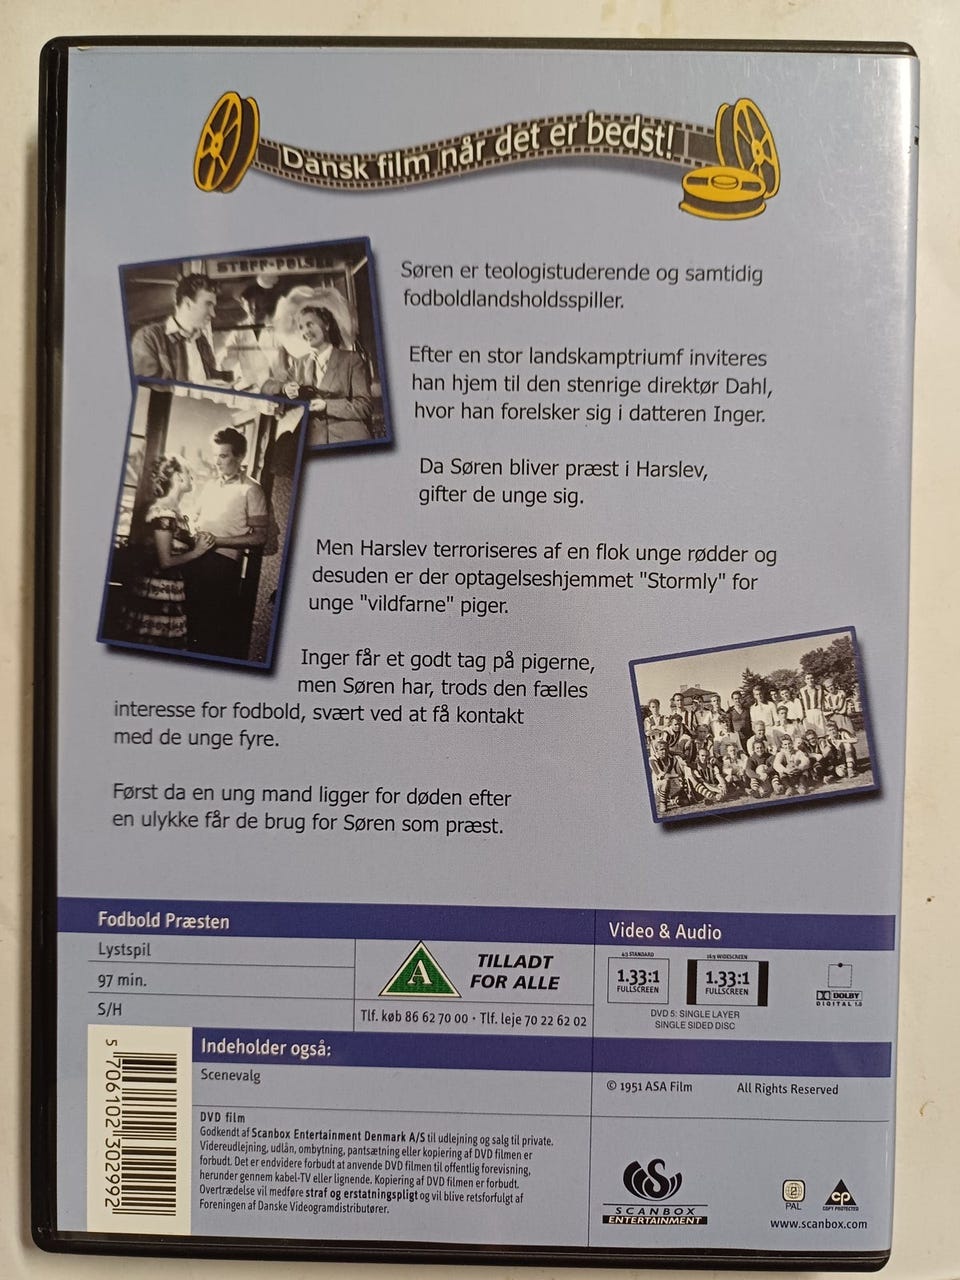 Dansk film når det er bedst!
STEFF-PØLSER
Søren er teologistuderende og samtidig
fodboldlandsholdsspiller.
Efter en stor landskamptriumf inviteres
han hjem til den stenrige direktør Dahl,
hvor han forelsker sig i datteren Inger.
Da Søren bliver præst i Harslev,
gifter de unge sig.
Men Harslev terroriseres af en flok unge rødder og
desuden er der optagelseshjemmet "Stormly" for
unge "vildfarne" piger.
Inger får et godt tag på pigerne,
men Søren har, trods den fælles
interesse for fodbold, svært ved at få kontakt
med de unge fyre.
Først da en ung mand ligger for døden efter
en ulykke får de brug for Søren som præst.
Fodbold Præsten
Lystspil
97 min.
S/H
A
TILLADT
FOR ALLE
Tlf. køb 86 62 70 00 · Tlf. leje 70 22 62 02
Video & Audio
4:3 STANDARD
1.33:1
FULLSCREEN
16:9 WIDESCREEN
1.33:1
FULLSCREEN
DOLBY
DIGITAL 1.0
DVD 5: SINGLE LAYER
SINGLE SIDED DISC
Indeholder også:
Scenevalg
© 1951 ASA Film
All Rights Reserved
DVD film
Godkendt af Scanbox Entertainment Denmark A/S til udlejning og salg til private.
Videreudlejning, udlån, ombytning, pantsætning eller kopiering af DVD filmen er
forbudt. Det er endvidere forbudt at anvende DVD filmen til offentlig forevisning,
herunder gennem kabel-TV eller lignende. Kopiering af DVD filmen er forbudt.
Overtrædelse vil medføre straf og erstatningspligt og vil blive retsforfulgt af
Foreningen af Danske Videogramdistributører.
5 706102 302992
SCANBOX
ENTERTAINMENT
2
PAL
CP
COPY PROTECTED
www.scanbox.com